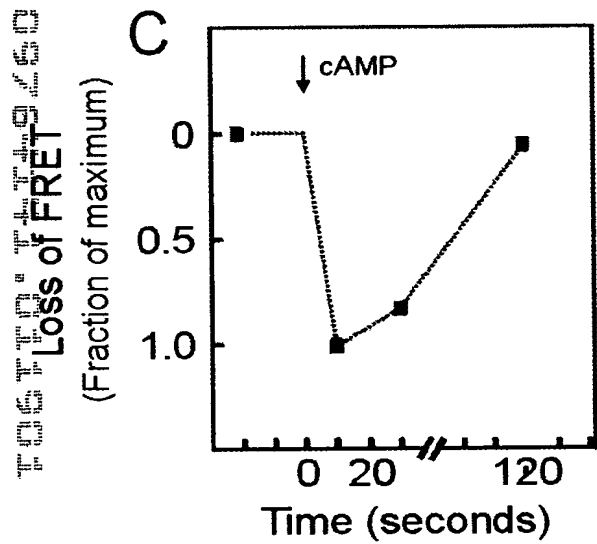 C
cAMP
Loss of FRET
(Fraction of maximum)
0
0.5
1.0
0 20 120
Time (seconds)